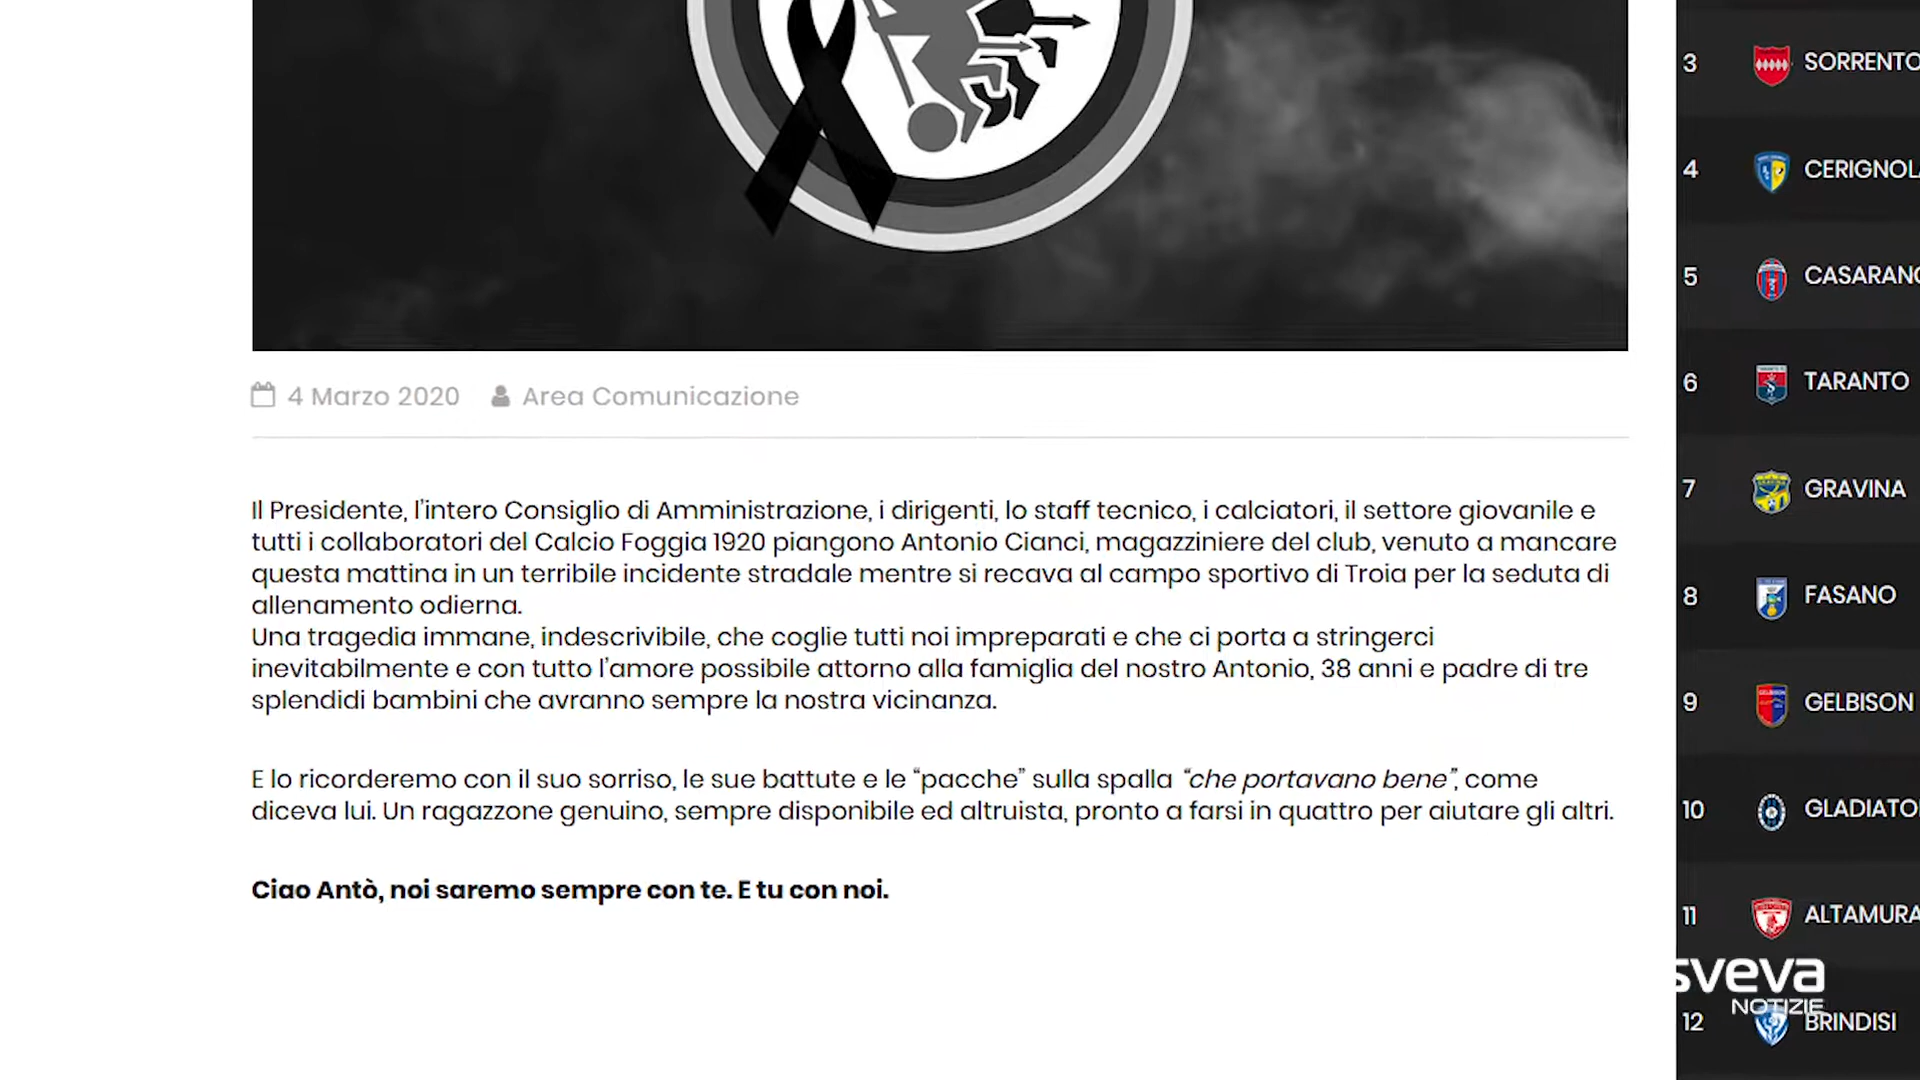 4 Marzo 2020 Area Comunicazione
Il Presidente, l'intero Consiglio di Amministrazione, i dirigenti, lo staff tecnico, i calciatori, il settore giovanile e
tutti i collaboratori del Calcio Foggia 1920 piangono Antonio Cianci, magazziniere del club, venuto a mancare
questa mattina in un terribile incidente stradale mentre si recava al campo sportivo di Troia per la seduta di
allenamento odierna.
Una tragedia immane, indescrivibile, che coglie tutti noi impreparati e che ci porta a stringerci
inevitabilmente e con tutto l'amore possibile attorno alla famiglia del nostro Antonio, 38 anni e padre di tre
splendidi bambini che avranno sempre la nostra vicinanza.
E lo ricorderemo con il suo sorriso, le sue battute e le “pacche” sulla spalla “che portavano bene”, come
diceva lui. Un ragazzone genuino, sempre disponibile ed altruista, pronto a farsi in quattro per aiutare gli altri.
Ciao Antò, noi saremo sempre con te. E tu con noi.
3 SORRENTO
4 CERIGNOLA
5 CASARANO
6 TARANTO
7 GRAVINA
8 FASANO
9 GELBISON
10 GLADIATO
11 ALTAMURA
sveva
NOTIZIE
12 BRINDISI